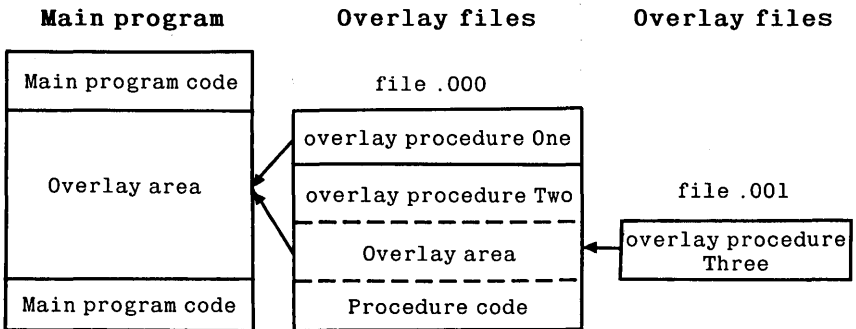 Main program
Overlay files
Overlay files
Main program code
file .000
overlay procedure One
Overlay area
overlay procedure Two
file .001
Overlay area
overlay procedure
Three
Main program code
Procedure code